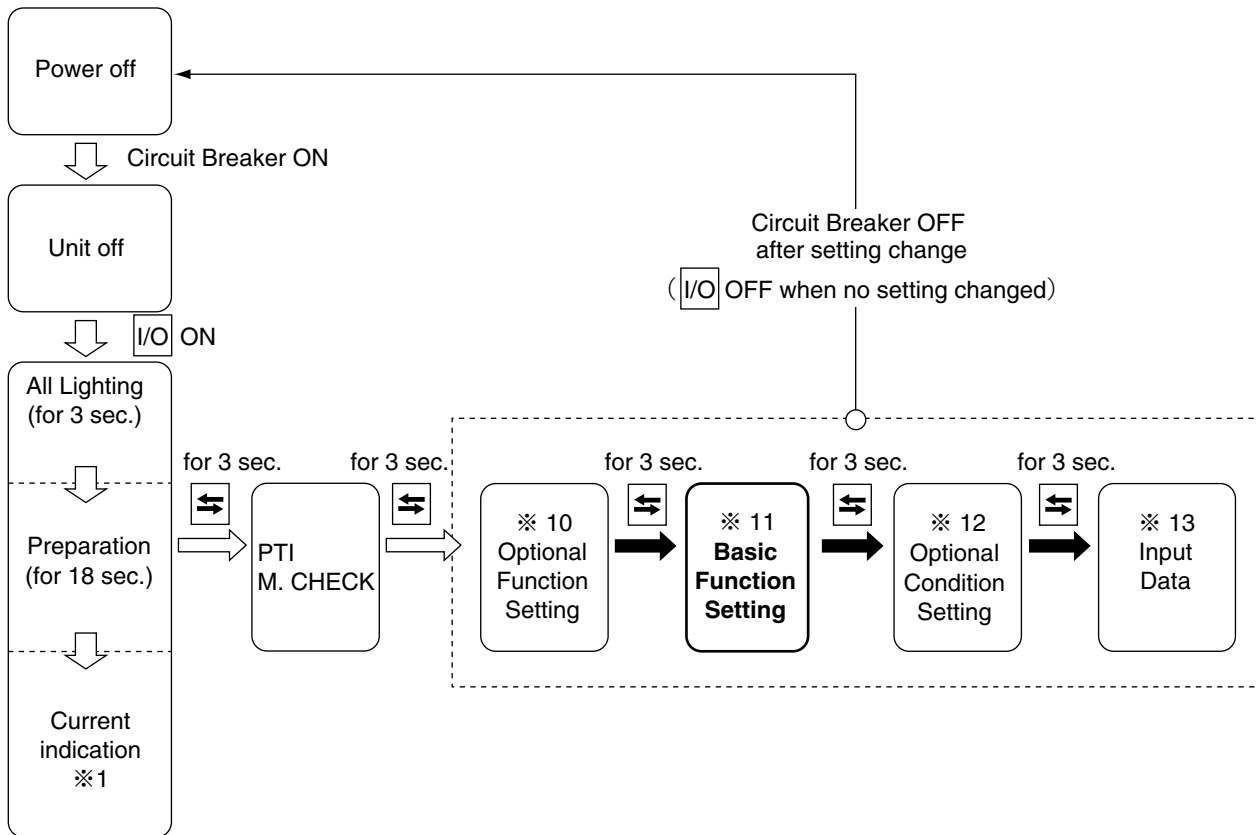 Power off
Circuit Breaker ON
Unit off
I/O ON
All Lighting
(for 3 sec.)
Preparation
(for 18 sec.)
Current
indication
※1
for 3 sec.
PTI
M. CHECK
for 3 sec.
Circuit Breaker OFF
after setting change
( I/O OFF when no setting changed)
※ 10
Optional
Function
Setting
for 3 sec.
※ 11
Basic
Function
Setting
for 3 sec.
※ 12
Optional
Condition
Setting
for 3 sec.
※ 13
Input
Data